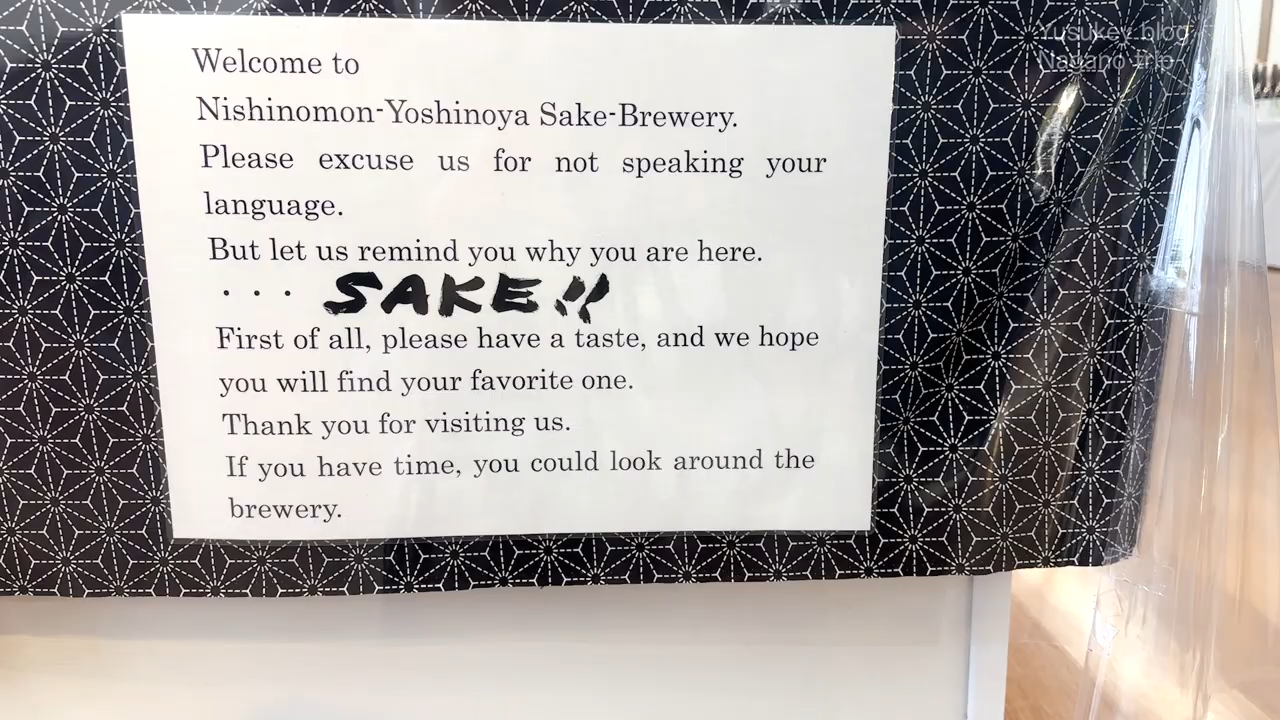 Welcome to
Nishinomon-Yoshinoya Sake-Brewery.
Please excuse us for not speaking your
language.
But let us remind you why you are here.
··· SAKE!!
First of all, please have a taste, and we hope
you will find your favorite one.
Thank you for visiting us.
If you have time, you could look around the
brewery.
Yusukey blog
Nagano trip